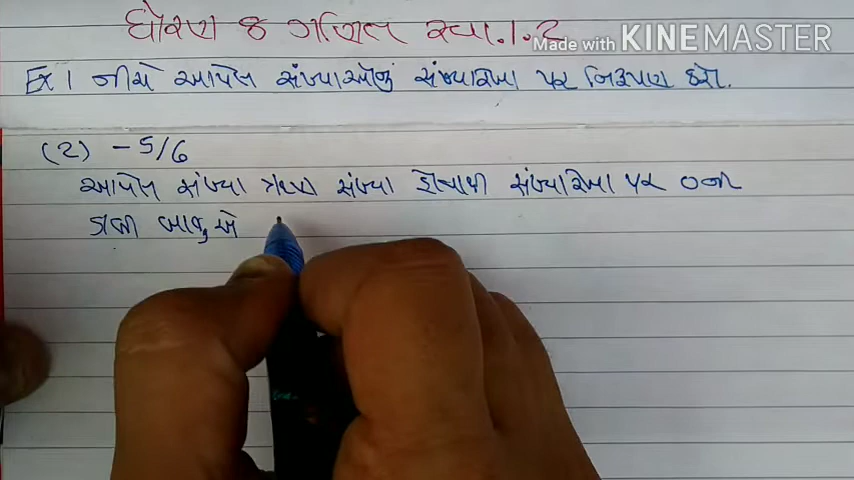 ધોરણ 8 ગણિત સ્વા.1.2
Made with KINEMASTER
Ex 1 નીચે આપેલ સંખ્યાઓનું સંખ્યારેખા પર નિરૂપણ કરો.
(2) - 5/6
આપેલ સંખ્યા ઋણ સંખ્યા હોવાથી સંખ્યારેખા પર 0ની
ડાબી બાજુએ